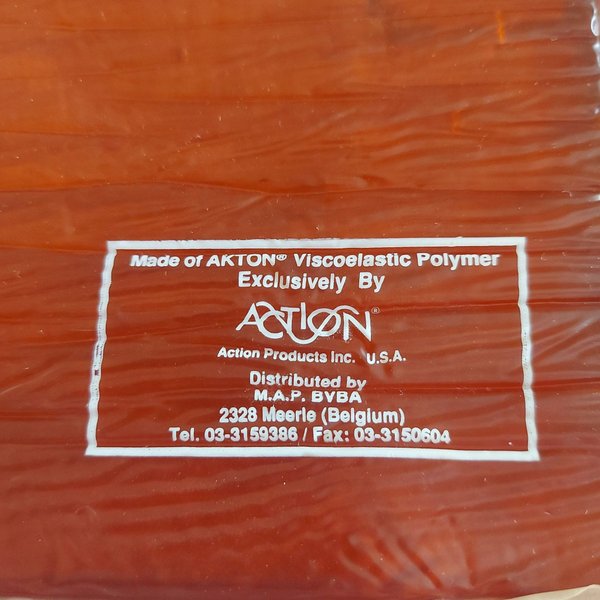 Made of AKTON® Viscoelastic Polymer
Exclusively By
ACTION®
Action Products Inc. U.S.A.
Distributed by
M.A.P. BVBA
2328 Meerle (Belgium)
Tel. 03-3159386 / Fax: 03-3150604